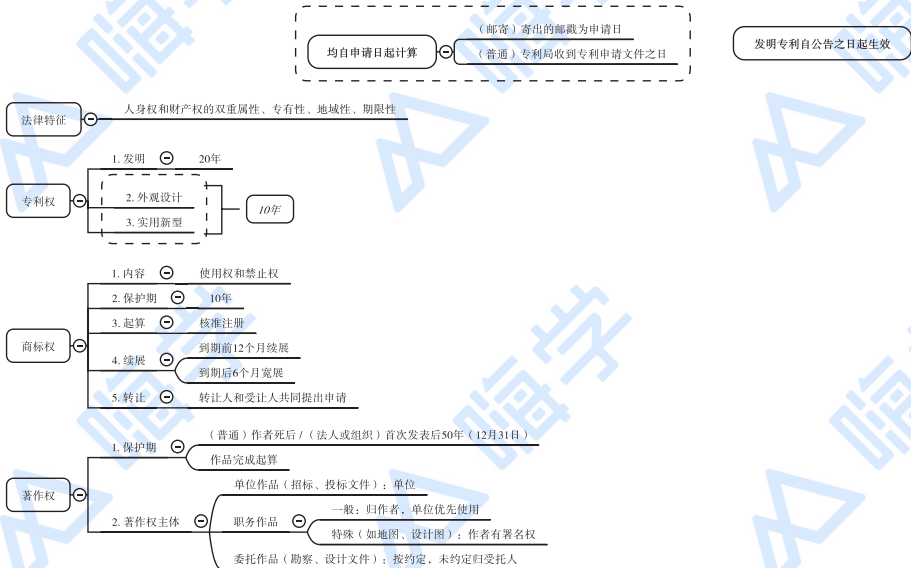 （邮寄）寄出的邮戳为申请日
均自申请日起计算
（普通）专利局收到专利申请文件之日
发明专利自公告之日起生效
法律特征
人身权和财产权的双重属性、专有性、地域性、期限性
专利权
1. 发明
20年
2. 外观设计
3. 实用新型
10年
商标权
1. 内容
使用权和禁止权
2. 保护期
10年
3. 起算
核准注册
4. 续展
到期前12个月续展
到期后6个月宽展
5. 转让
转让人和受让人共同提出申请
著作权
1. 保护期
（普通）作者死后 /（法人或组织）首次发表后50年（12月31日）
作品完成起算
2. 著作权主体
单位作品（招标、投标文件）：单位
职务作品
一般：归作者，单位优先使用
特殊（如地图、设计图）：作者有署名权
委托作品（勘察、设计文件）：按约定，未约定归受托人
嗨学
嗨学
嗨学
嗨学
嗨学
嗨学